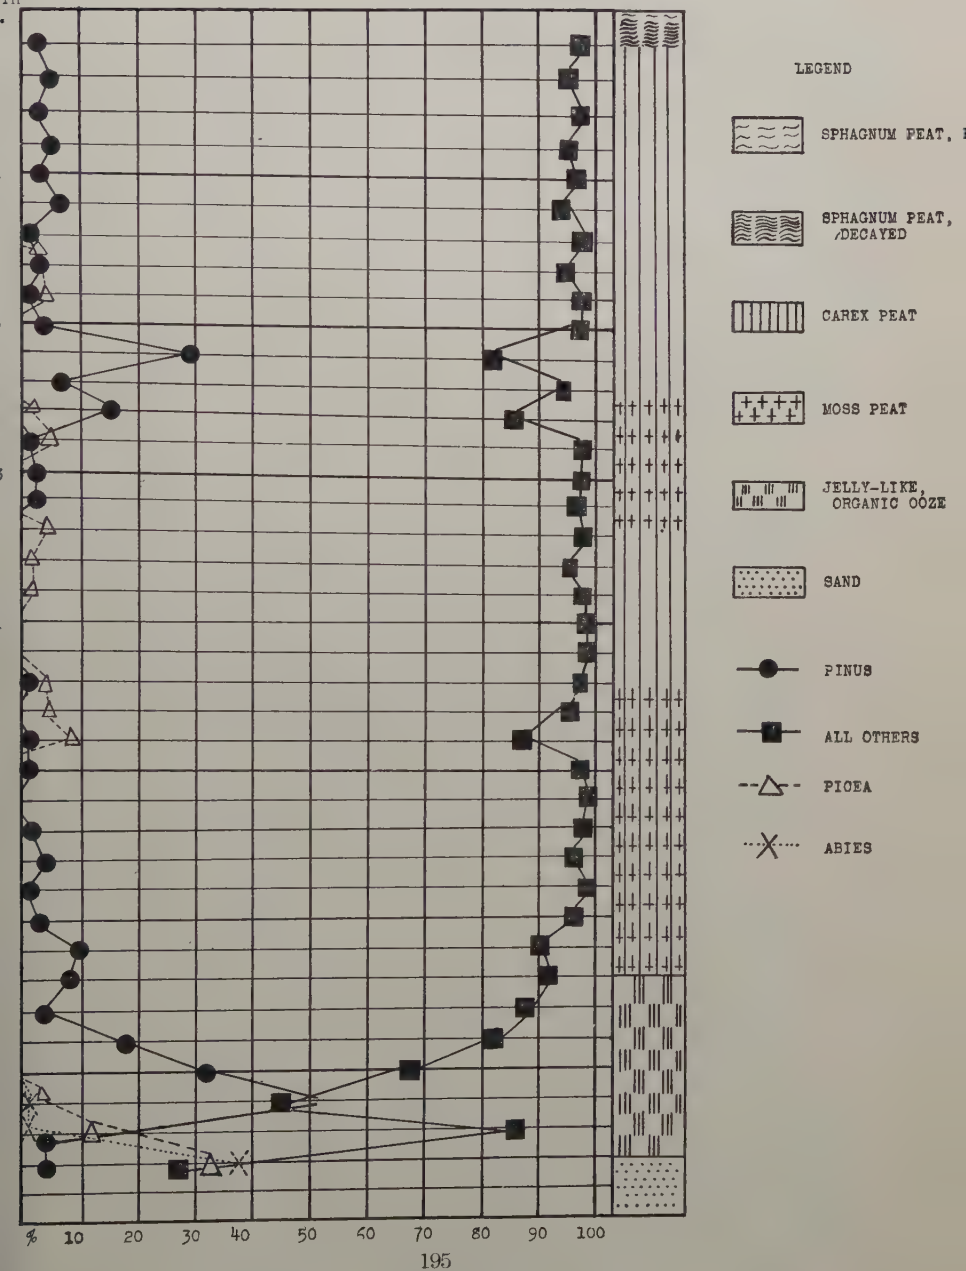 LEGEND
SPHAGNUM PEAT,
SPHAGNUM PEAT,
DECAYED
CAREX PEAT
MOSS PEAT
JELLY-LIKE,
ORGANIC OOZE
SAND
PINUS
ALL OTHERS
PICEA
ABIES
% 10 20 30 40 50 60 70 80 90 100
195